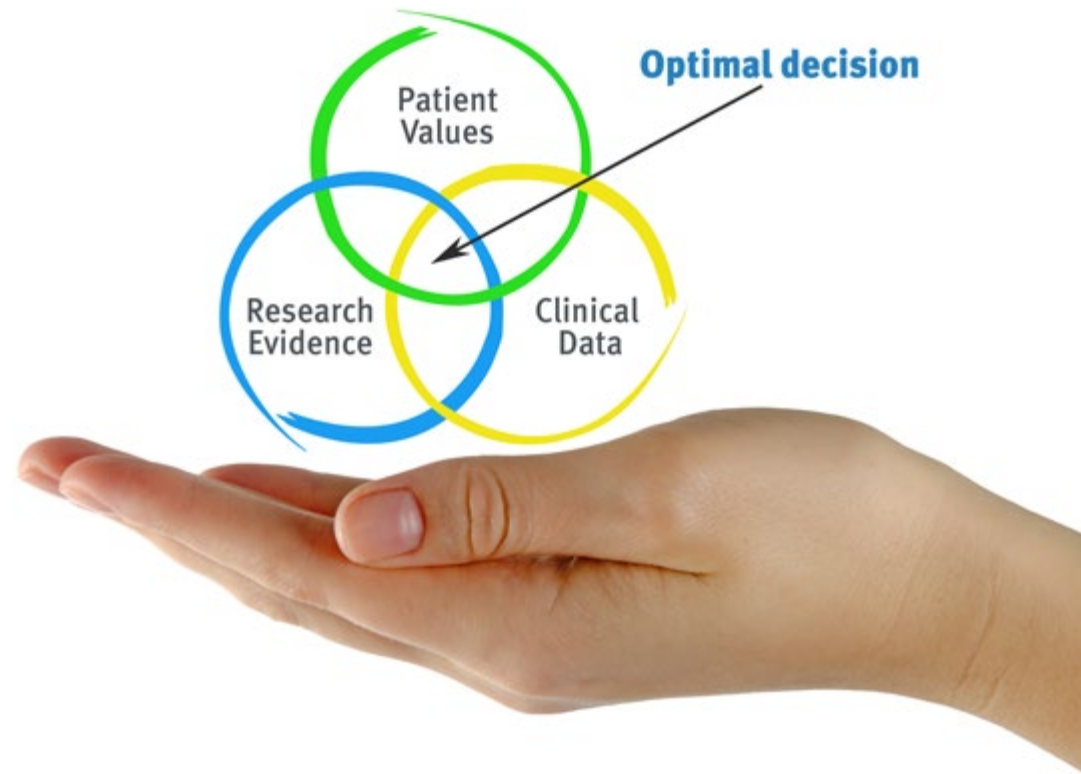 Optimal decision
Patient
Values
Research
Evidence
Clinical
Data